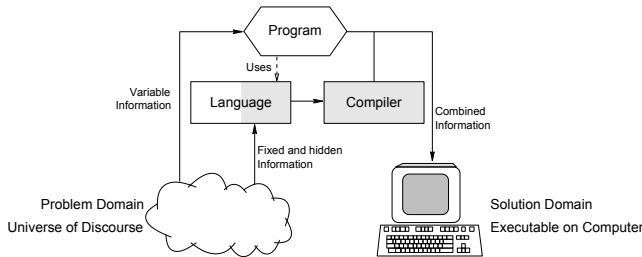 Program
Uses
Language
Compiler
Variable
Information
Combined
Information
Fixed and hidden
Information
Problem Domain
Universe of Discourse
Solution Domain
Executable on Computer